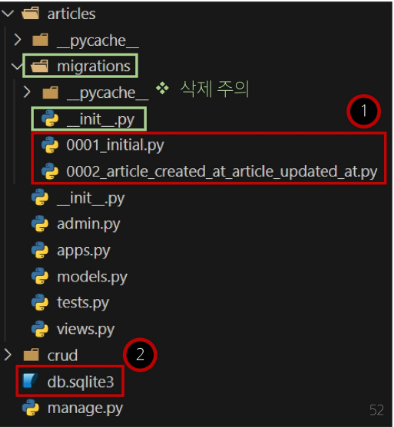 articles
__pycache__
migrations
__pycache__ ❖ 삭제 주의
__init__.py
1
0001_initial.py
0002_article_created_at_article_updated_at.py
__init__.py
admin.py
apps.py
models.py
tests.py
views.py
crud
2
db.sqlite3
manage.py
52